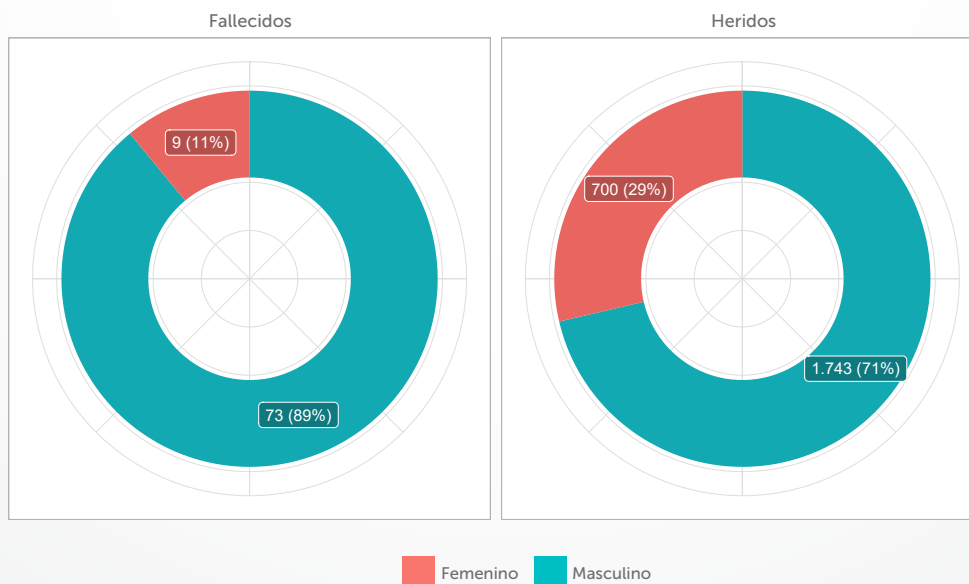 Fallecidos
9 (11%)
73 (89%)
Heridos
700 (29%)
1.743 (71%)
Femenino
Masculino